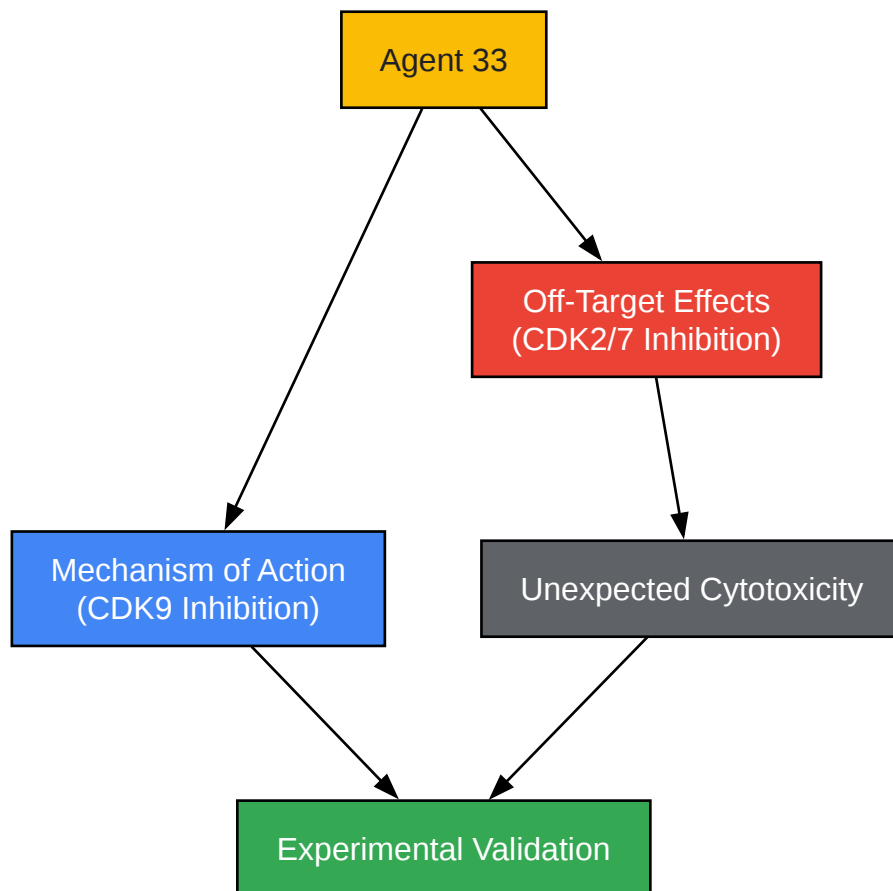 Agent 33
Off-Target Effects
(CDK2/7 Inhibition)
Mechanism of Action
(CDK9 Inhibition)
Unexpected Cytotoxicity
Experimental Validation